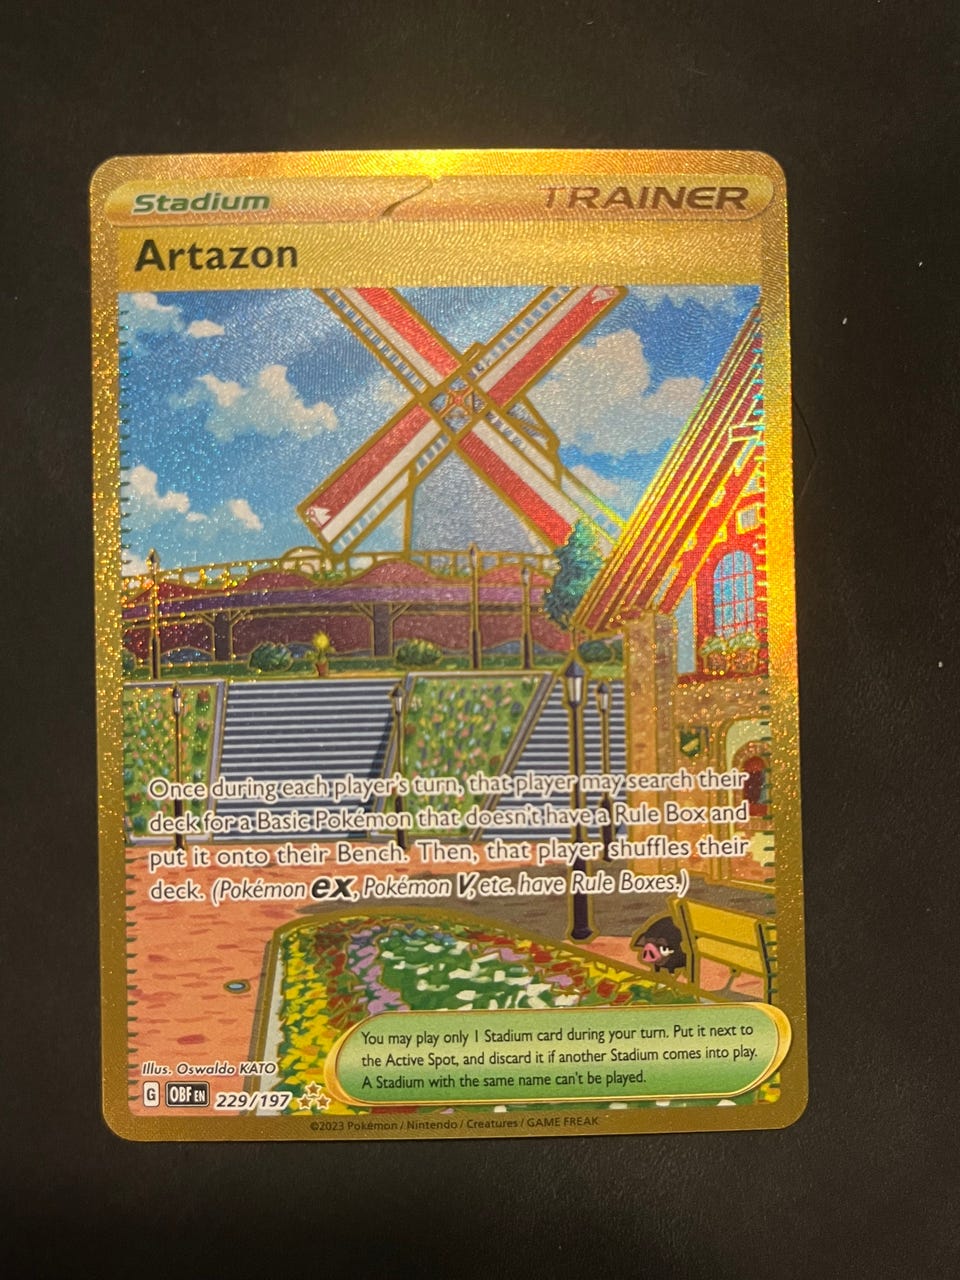 Stadium
TRAINER
Artazon
Once during each player's turn, that player may search their
deck for a Basic Pokémon that doesn't have a Rule Box and
put it onto their Bench. Then, that player shuffles their
deck. (Pokémon ex, Pokémon V, etc. have Rule Boxes.)
You may play only 1 Stadium card during your turn. Put it next to
the Active Spot, and discard it if another Stadium comes into play.
A Stadium with the same name can't be played.
Illus. Oswaldo KATO
G OBF EN 229/197
©2023 Pokémon / Nintendo / Creatures / GAME FREAK